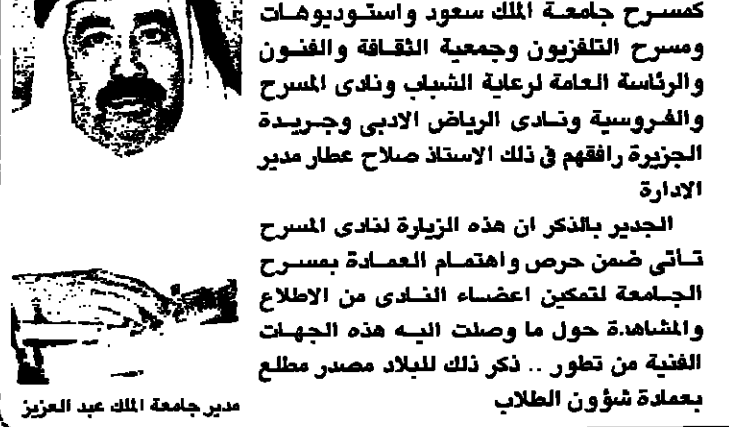 كمسرح جامعة الملك سعود واستوديوهات
ومسرح التلفزيون وجمعية الثقافة والفنون
والرئاسة العامة لرعاية الشباب ونادى المسرح
والفروسية ونادى الرياض الادبى وجريدة
الجزيرة رافقهم في ذلك الاستاذ صلاح عطار مدير
الادارة
الجدير بالذكر ان هذه الزيارة لنادى المسرح
تأتى ضمن حرص واهتمام العمادة بمسرح
الجامعة لتمكين اعضاء النادى من الاطلاع
والمشاهدة حول ما وصلت اليه هذه الجهات
الفنية من تطور .. ذكر ذلك للبلاد مصدر مطلع
بعمادة شؤون الطلاب
مدير جامعة الملك عبد العزيز